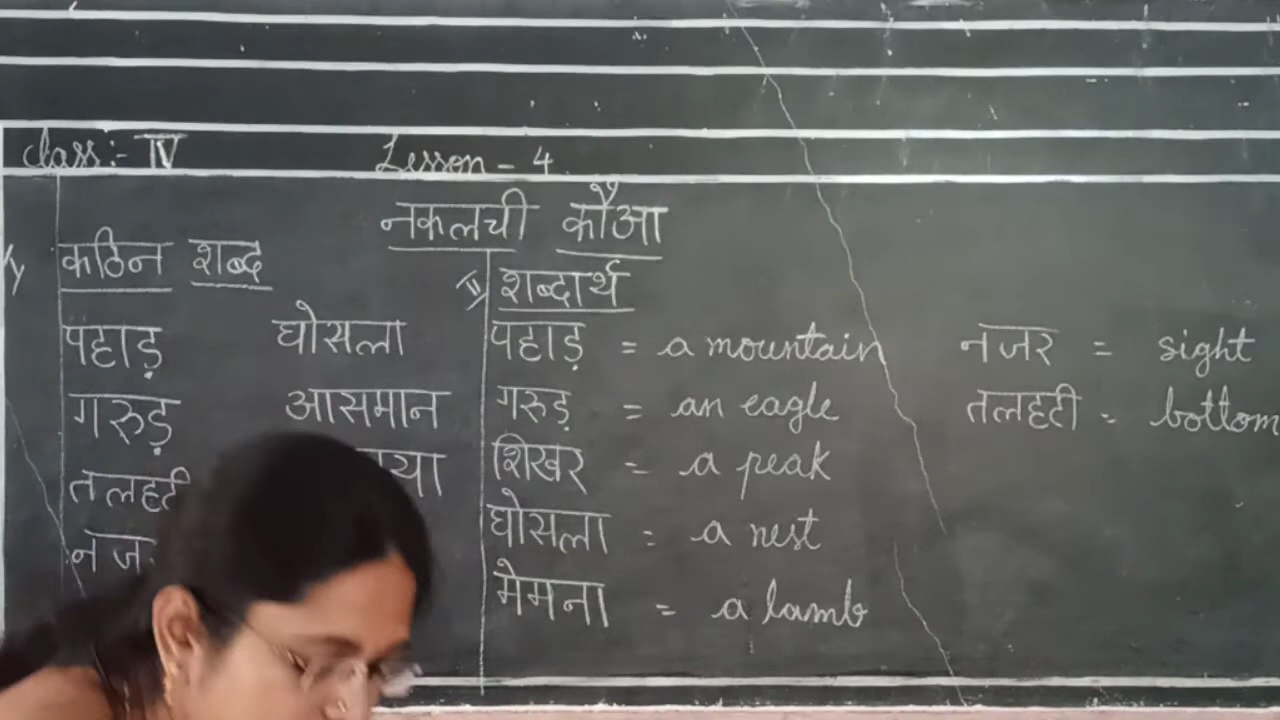 Class:- IV Lesson - 4
नकलची कौआ
कठिन शब्द
पहाड़ घोसला
गरुड़ आसमान
तलहटी
II) शब्दार्थ
पहाड़ = a mountain
गरुड़ = an eagle
शिखर = a peak
घोसला = a nest
मेमना = a lamb
नजर = sight
तलहटी = bottom